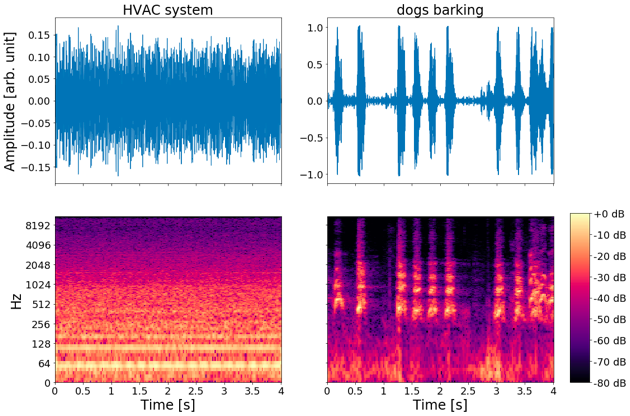 HVAC system
dogs barking
Amplitude [arb. unit]
0.15
0.10
0.05
0.00
−0.05
−0.10
−0.15
1.0
0.5
0.0
−0.5
−1.0
Hz
8192
4096
2048
1024
512
256
128
64
0
0 0.5 1 1.5 2 2.5 3 3.5 4
Time [s]
0 0.5 1 1.5 2 2.5 3 3.5 4
Time [s]
+0 dB
-10 dB
-20 dB
-30 dB
-40 dB
-50 dB
-60 dB
-70 dB
-80 dB